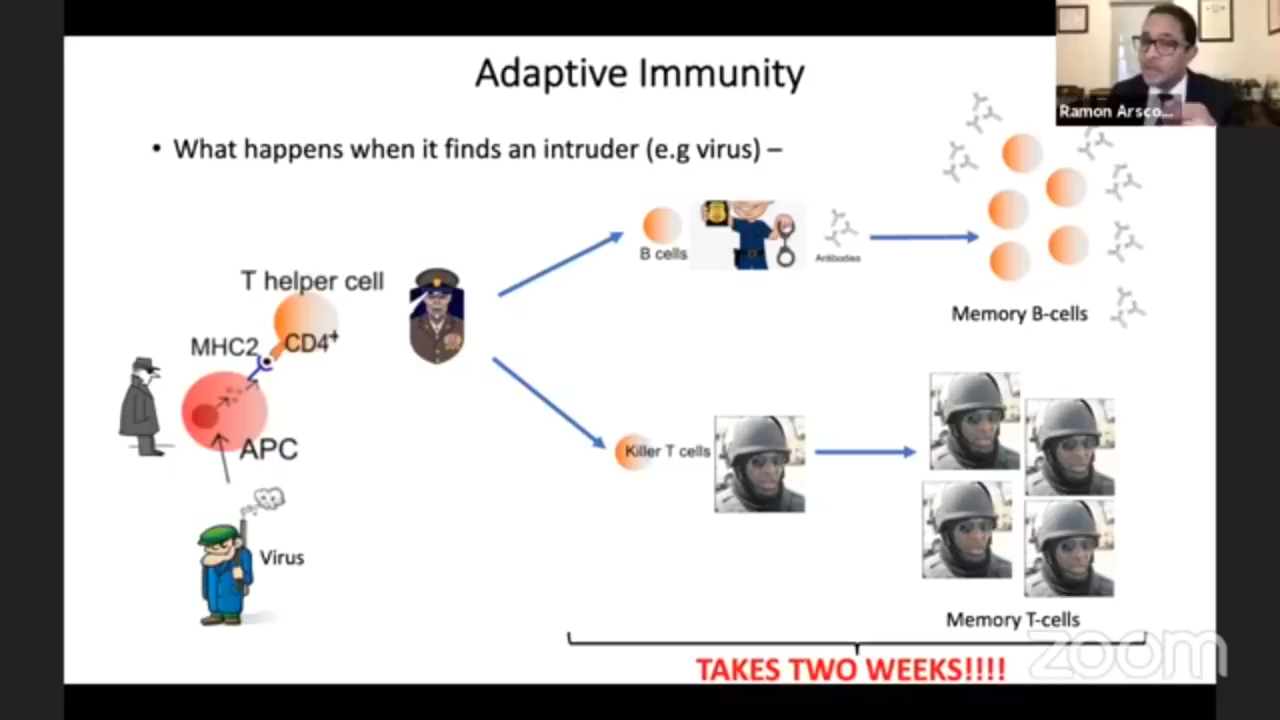 Adaptive Immunity
Ramon Arsco...
• What happens when it finds an intruder (e.g virus) –
T helper cell
MHC2
CD4+
APC
Virus
B cells
Antibodies
Memory B-cells
Killer T cells
Memory T-cells
TAKES TWO WEEKS!!!!
zoom